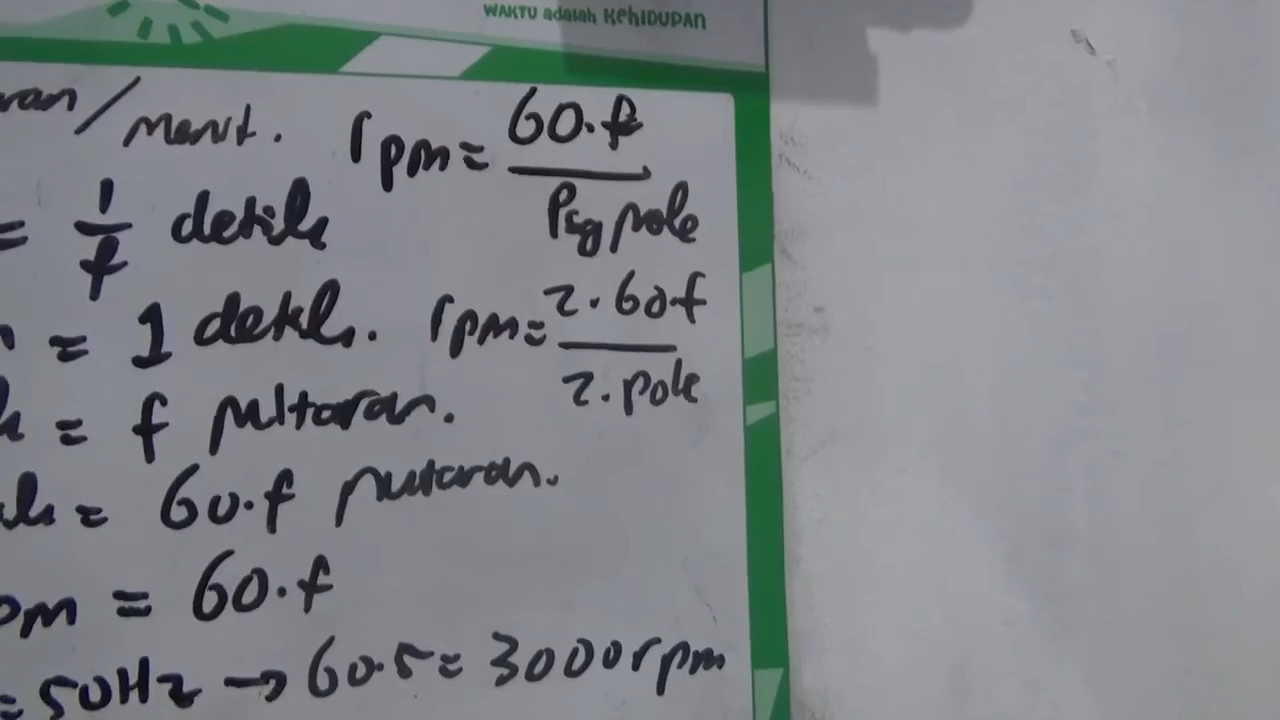 WAKTU adalah KEHIDUPAN
ran/menit. rpm = 60.f
Psg pole
= 1/f detik
= 1 detik. rpm = 2.60.f
2.pole
= f putaran.
= 60.f putaran.
pm = 60.f
= 50Hz → 60.5 = 3000 rpm